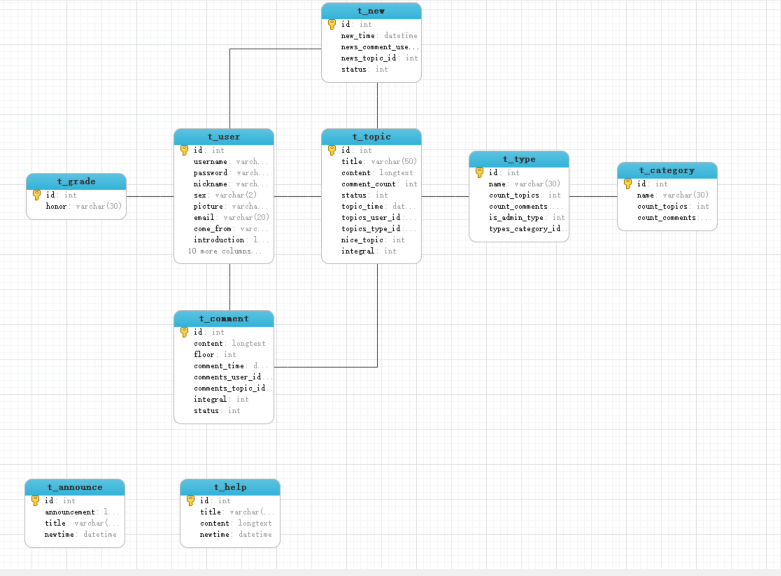 t_new
id: int
new_time: datetime
news_comment_use...
news_topic_id: int
status: int
t_user
id: int
username: varch...
password: varch...
nickname: varch...
sex: varchar(2)
picture: varcha...
email: varchar(20)
come_from: varc...
introduction: l...
10 more columns...
t_topic
id: int
title: varchar(50)
content: longtext
comment_count: int
status: int
topic_time: dat...
topics_user_id:...
topics_type_id:...
nice_topic: int
integral: int
t_type
id: int
name: varchar(30)
count_topics: int
count_comments:...
is_admin_type: int
types_category_id...
t_category
id: int
name: varchar(30)
count_topics: int
count_comments:...
t_grade
id: int
honor: varchar(30)
t_comment
id: int
content: longtext
floor: int
comment_time: d...
comments_user_id...
comments_topic_id...
integral: int
status: int
t_announce
id: int
announcement: l...
title: varchar(...
newtime: datetime
t_help
id: int
title: varchar(...
content: longtext
newtime: datetime